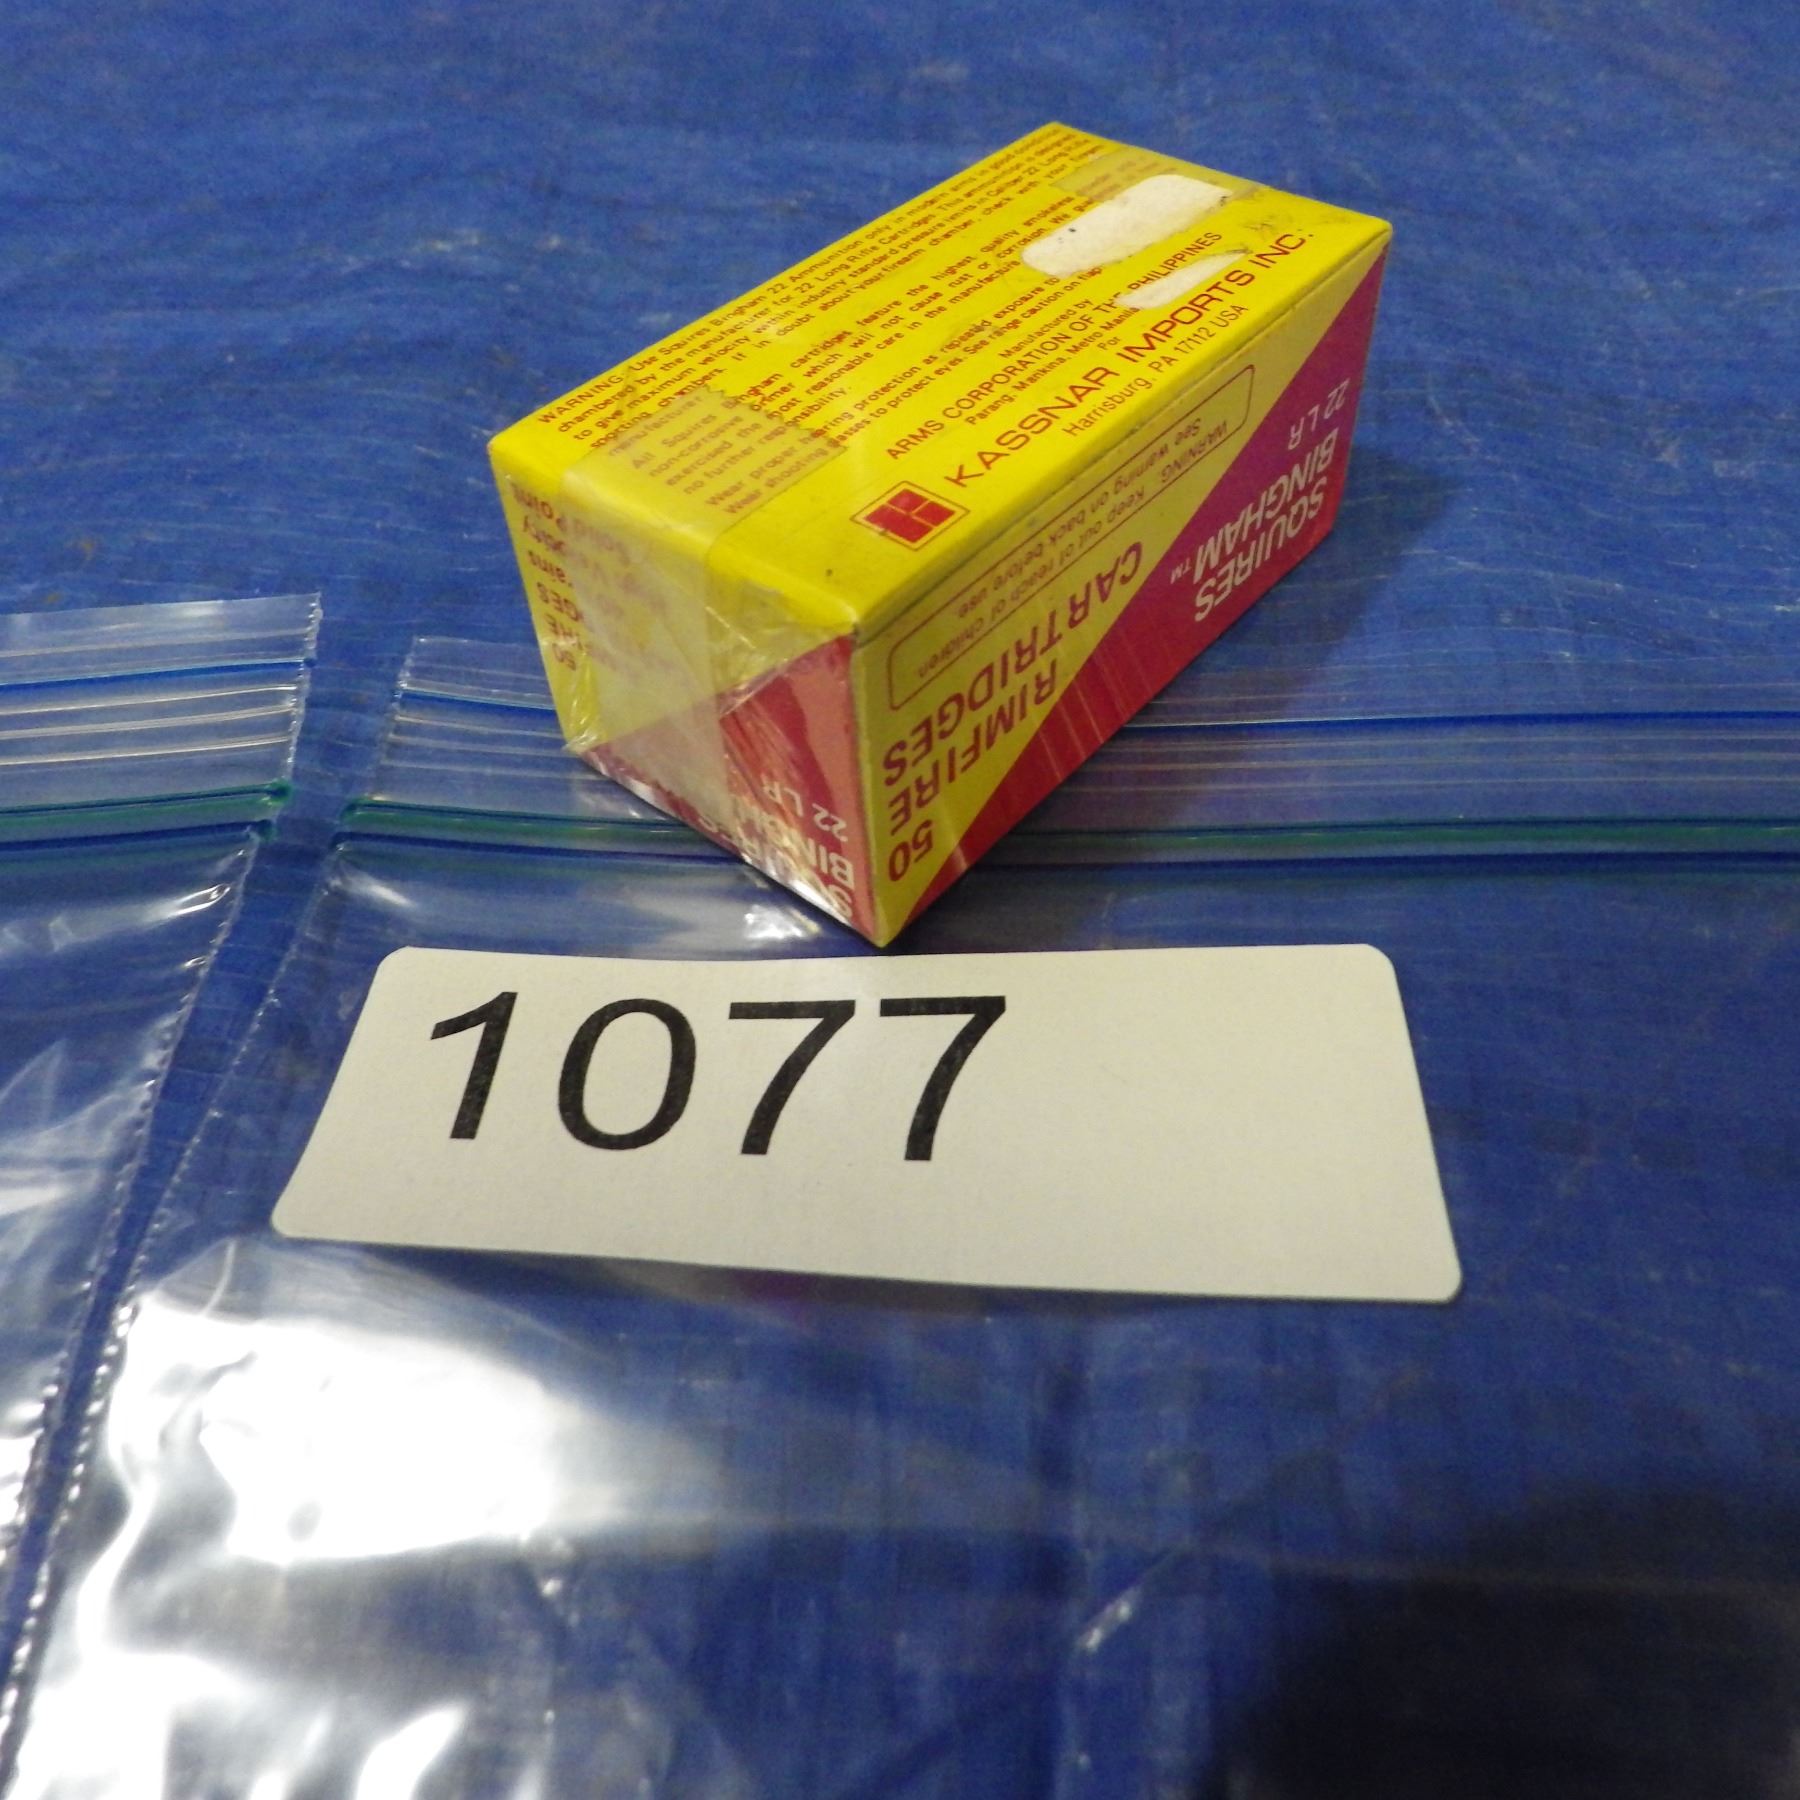 WARNING: Use Squires Bingham 22 Ammunition only in modern arms in good condition
chambered by the manufacturer for 22 Long Rifle Cartridge. This ammunition is designed
to give maximum velocity within industry standard pressure limits in Caliber 22 Long Rifle
sporting chambers. If in doubt about your firearm chamber, check with your firearm
manufacturer
All Squires Bingham cartridges feature the highest quality smokeless
non-corrosive primer which will not cause rust or corrosion. We
exercised the most reasonable care in the manufacture
no further responsibility.
Wear proper hearing protection as repeated exposure to
Wear shooting glasses to protect eyes. See range caution on flap
Manufactured by
ARMS CORPORATION OF THE PHILIPPINES
Parang, Marikina, Metro Manila
For
KASSNAR IMPORTS INC.
Harrisburg, PA 17112 USA
WARNING: Keep out of reach of children
See warning on back before use
50
RIMFIRE
CARTRIDGES
SQUIRES
BINGHAM™
22 LR
50
Solid Point
22 LR
1077